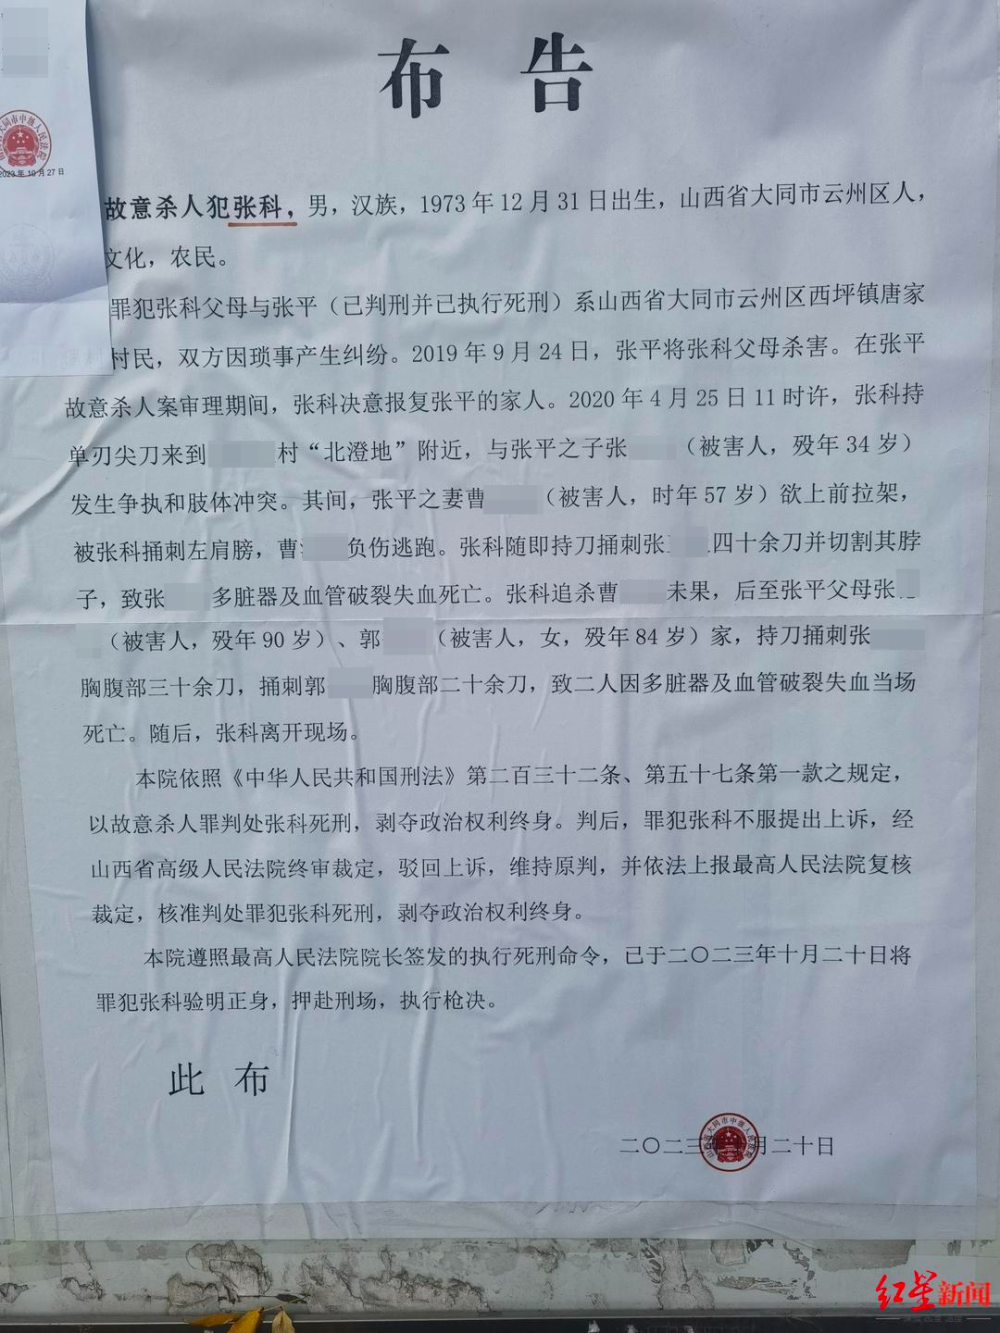 布 告
2023年10月27日
故意杀人犯张科，男，汉族，1973年12月31日出生，山西省大同市云州区人，
文化，农民。
罪犯张科父母与张平（已判刑并已执行死刑）系山西省大同市云州区西坪镇唐家
村民，双方因琐事产生纠纷。2019年9月24日，张平将张科父母杀害。在张平
故意杀人案审理期间，张科决意报复张平的家人。2020年4月25日11时许，张科持
单刃尖刀来到 村“北澄地”附近，与张平之子张 （被害人，殁年34岁）
发生争执和肢体冲突。其间，张平之妻曹 （被害人，时年57岁）欲上前拉架，
被张科捅刺左肩膀，曹 负伤逃跑。张科随即持刀捅刺张 四十余刀并切割其脖
子，致张 多脏器及血管破裂失血死亡。张科追杀曹 未果，后至张平父母张
（被害人，殁年90岁）、郭 （被害人，女，殁年84岁）家，持刀捅刺张
胸腹部三十余刀，捅刺郭 胸腹部二十余刀，致二人因多脏器及血管破裂失血当场
死亡。随后，张科离开现场。
本院依照《中华人民共和国刑法》第二百三十二条、第五十七条第一款之规定，
以故意杀人罪判处张科死刑，剥夺政治权利终身。判后，罪犯张科不服提出上诉，经
山西省高级人民法院终审裁定，驳回上诉，维持原判，并依法上报最高人民法院复核
裁定，核准判处罪犯张科死刑，剥夺政治权利终身。
本院遵照最高人民法院院长签发的执行死刑命令，已于二〇二三年十月二十日将
罪犯张科验明正身，押赴刑场，执行枪决。
此 布
二〇二三 月二十日
红星新闻